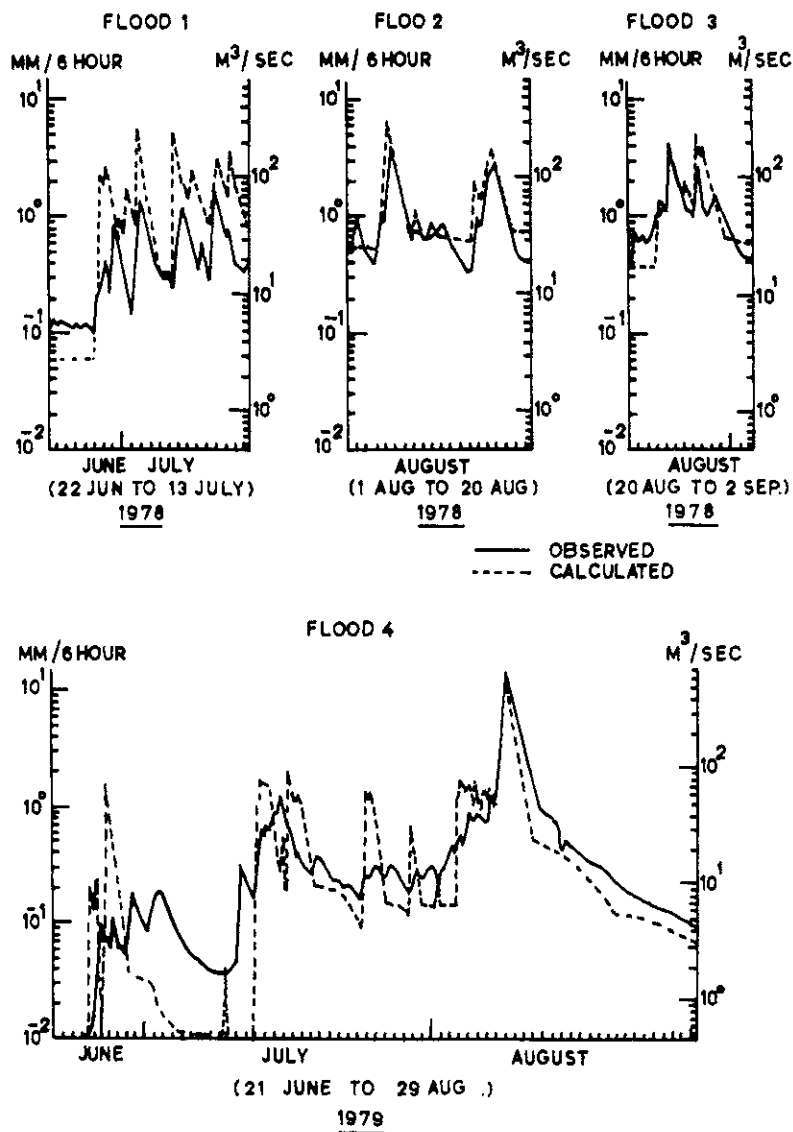 FLOOD 1
FLOO 2
FLOOD 3
MM/6 HOUR M³/SEC
MM/ 6 HOUR M³/SEC
MM/6HOUR M³/SEC
10¹ 10¹ 10¹
10² 10² 10²
10⁰ 10⁰ 10⁰
10¹ 10¹ 10¹
10⁻¹ 10⁻¹ 10⁻¹
10⁰ 10⁰ 10⁰
10⁻² 10⁻² 10⁻²
JUNE JULY
AUGUST
AUGUST
(22 JUN TO 13 JULY)
(1 AUG TO 20 AUG)
(20 AUG TO 2 SEP.)
1978
1978
1978
OBSERVED
CALCULATED
FLOOD 4
MM/6HOUR M³/SEC
10¹
10²
10⁰
10¹
10⁻¹
10⁰
10⁻²
JUNE JULY AUGUST
(21 JUNE TO 29 AUG .)
1979